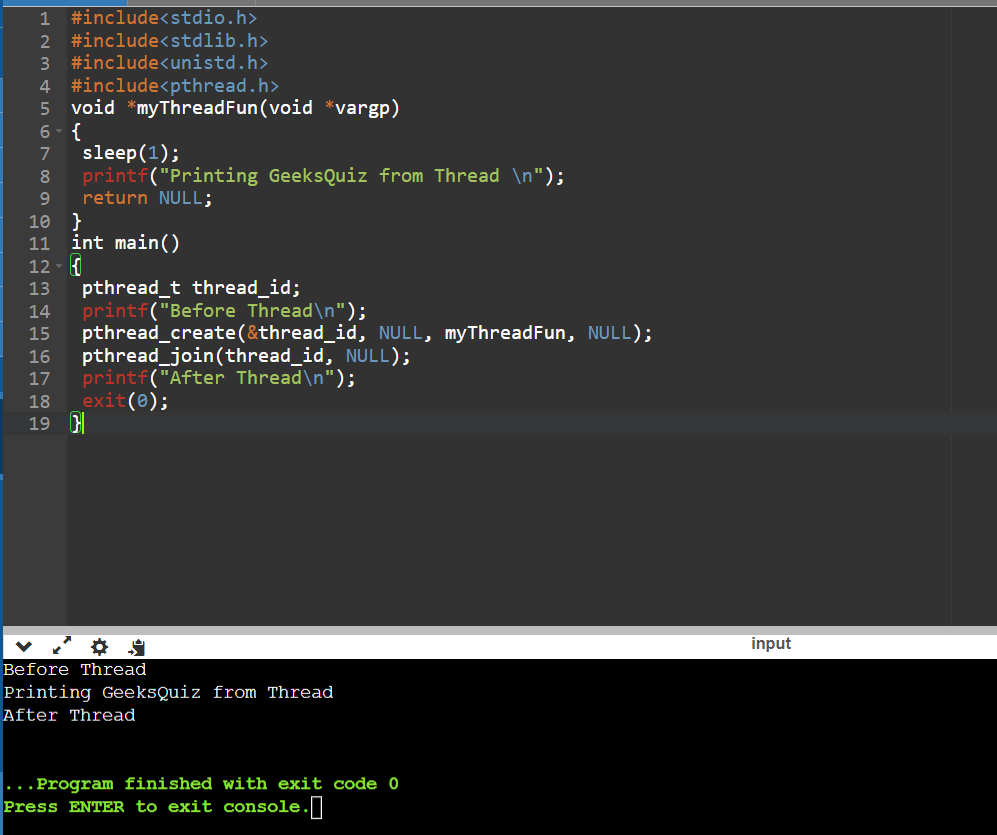 1 #include<stdio.h>
2 #include<stdlib.h>
3 #include<unistd.h>
4 #include<pthread.h>
5 void *myThreadFun(void *vargp)
6 {
7  sleep(1);
8  printf("Printing GeeksQuiz from Thread \n");
9  return NULL;
10 }
11 int main()
12 {
13  pthread_t thread_id;
14  printf("Before Thread\n");
15  pthread_create(&thread_id, NULL, myThreadFun, NULL);
16  pthread_join(thread_id, NULL);
17  printf("After Thread\n");
18  exit(0);
19 }
input
Before Thread
Printing GeeksQuiz from Thread
After Thread
...Program finished with exit code 0
Press ENTER to exit console.